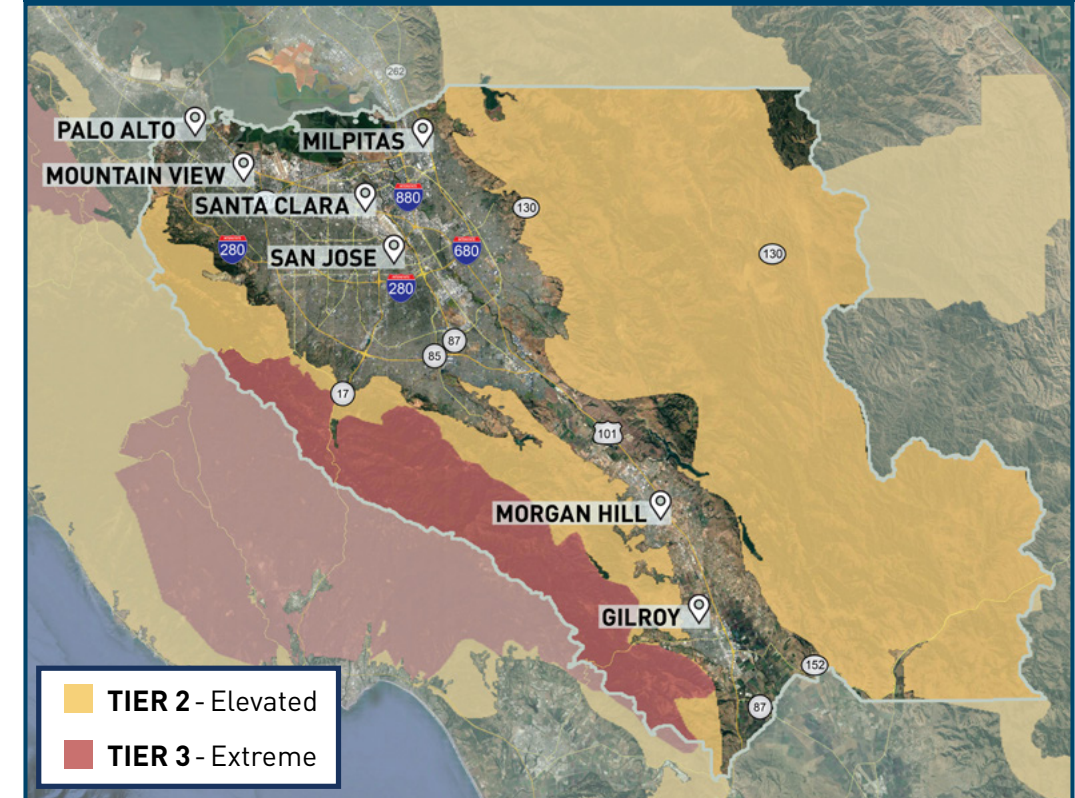 262
PALO ALTO
MILPITAS
MOUNTAIN VIEW
880
SANTA CLARA
130
280
SAN JOSE
680
130
280
87
85
17
101
MORGAN HILL
GILROY
152
87
TIER 2 - Elevated
TIER 3 - Extreme